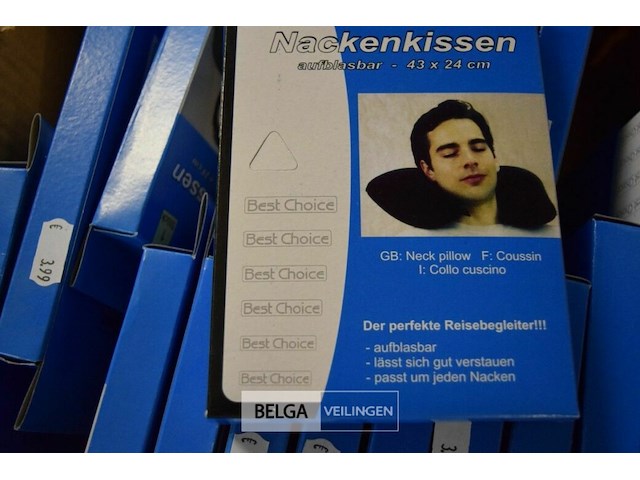 Nackenkissen
aufblasbar - 43 x 24 cm
Best Choice
Best Choice
Best Choice
Best Choice
Best Choice
Best Choice
GB: Neck pillow F: Coussin
I: Collo cuscino
Der perfekte Reisebegleiter!!!
- aufblasbar
- lässt sich gut verstauen
- passt um jeden Nacken
€ 3.99
ssen
€
€
3.
BELGA VEILINGEN